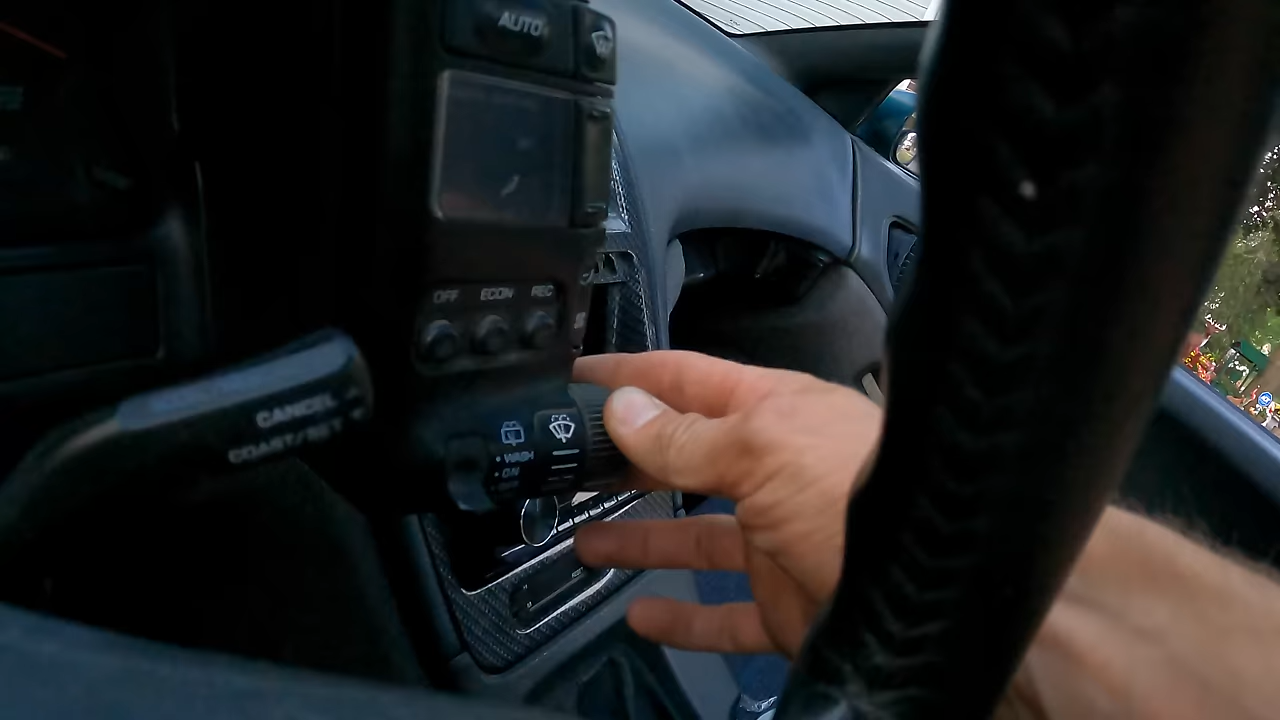 AUTO
OFF ECON REC
CANCEL
COAST/SET
WASH
ON